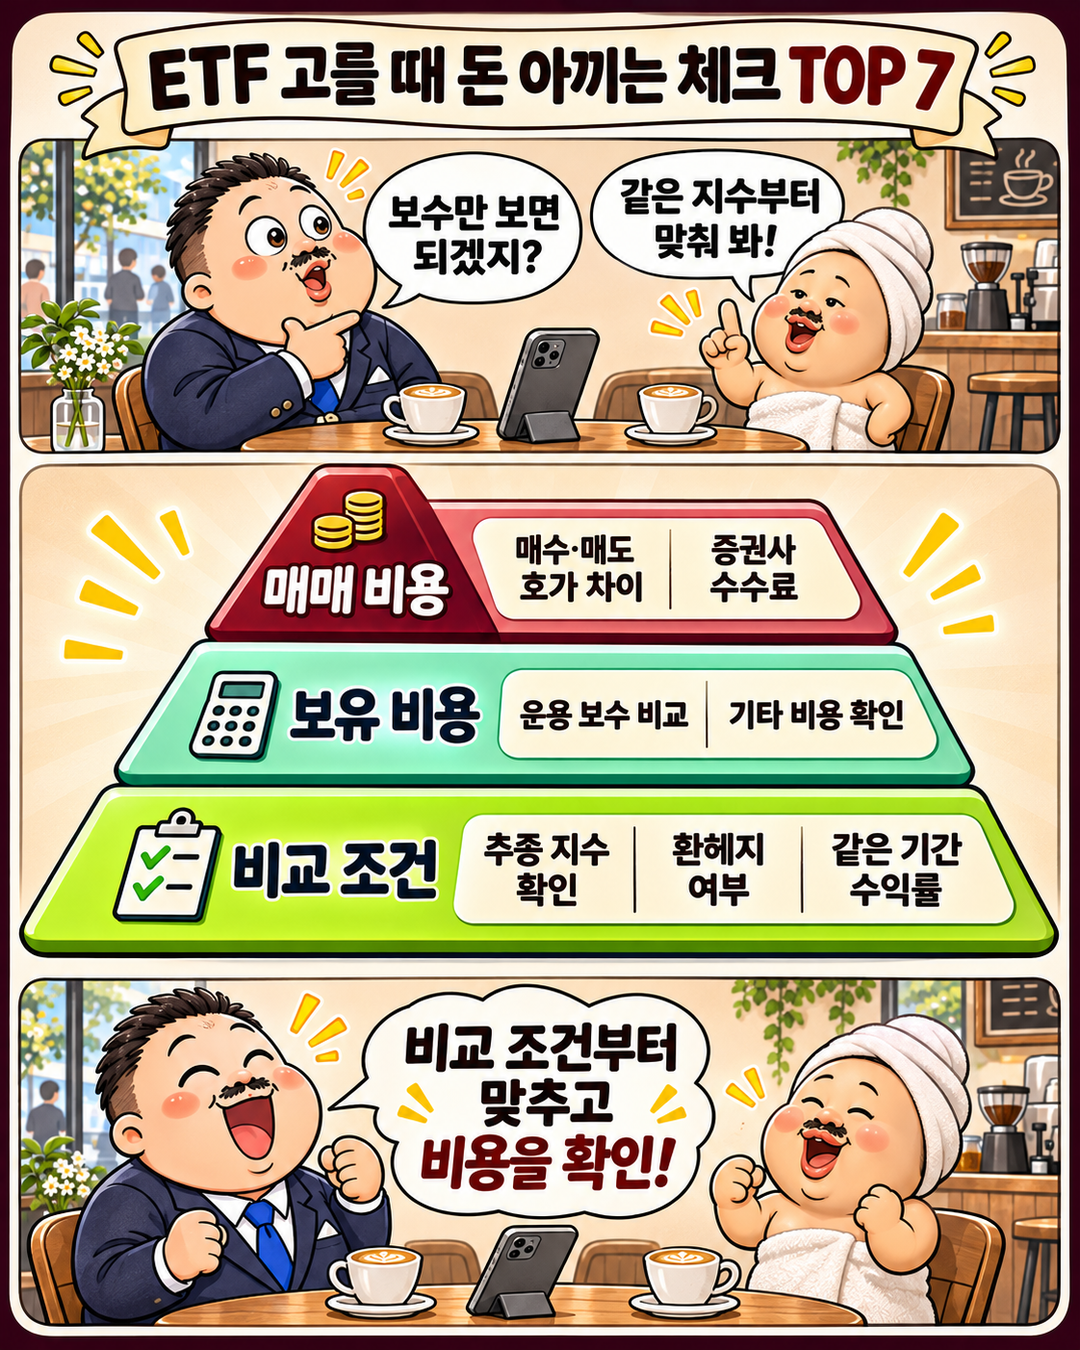 ETF 고를 때 돈 아끼는 체크 TOP 7
보수만 보면
되겠지?
같은 지수부터
맞춰 봐!
매매 비용
매수·매도
호가 차이
증권사
수수료
보유 비용
운용 보수 비교
기타 비용 확인
비교 조건
추종 지수
확인
환헤지
여부
같은 기간
수익률
비교 조건부터
맞추고
비용을 확인!